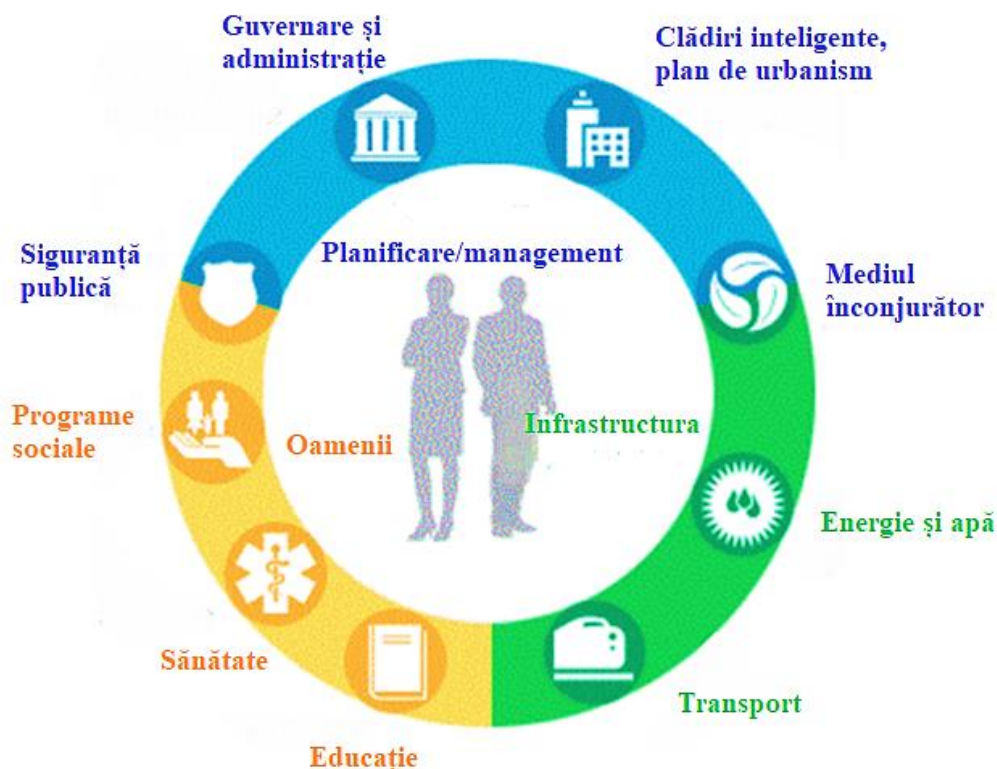 Guvernare și
administrație
Clădiri inteligente,
plan de urbanism
Siguranță
publică
Planificare/management
Mediul
înconjurător
Programe
sociale
Oamenii
Infrastructura
Energie și apă
Sănătate
Transport
Educație